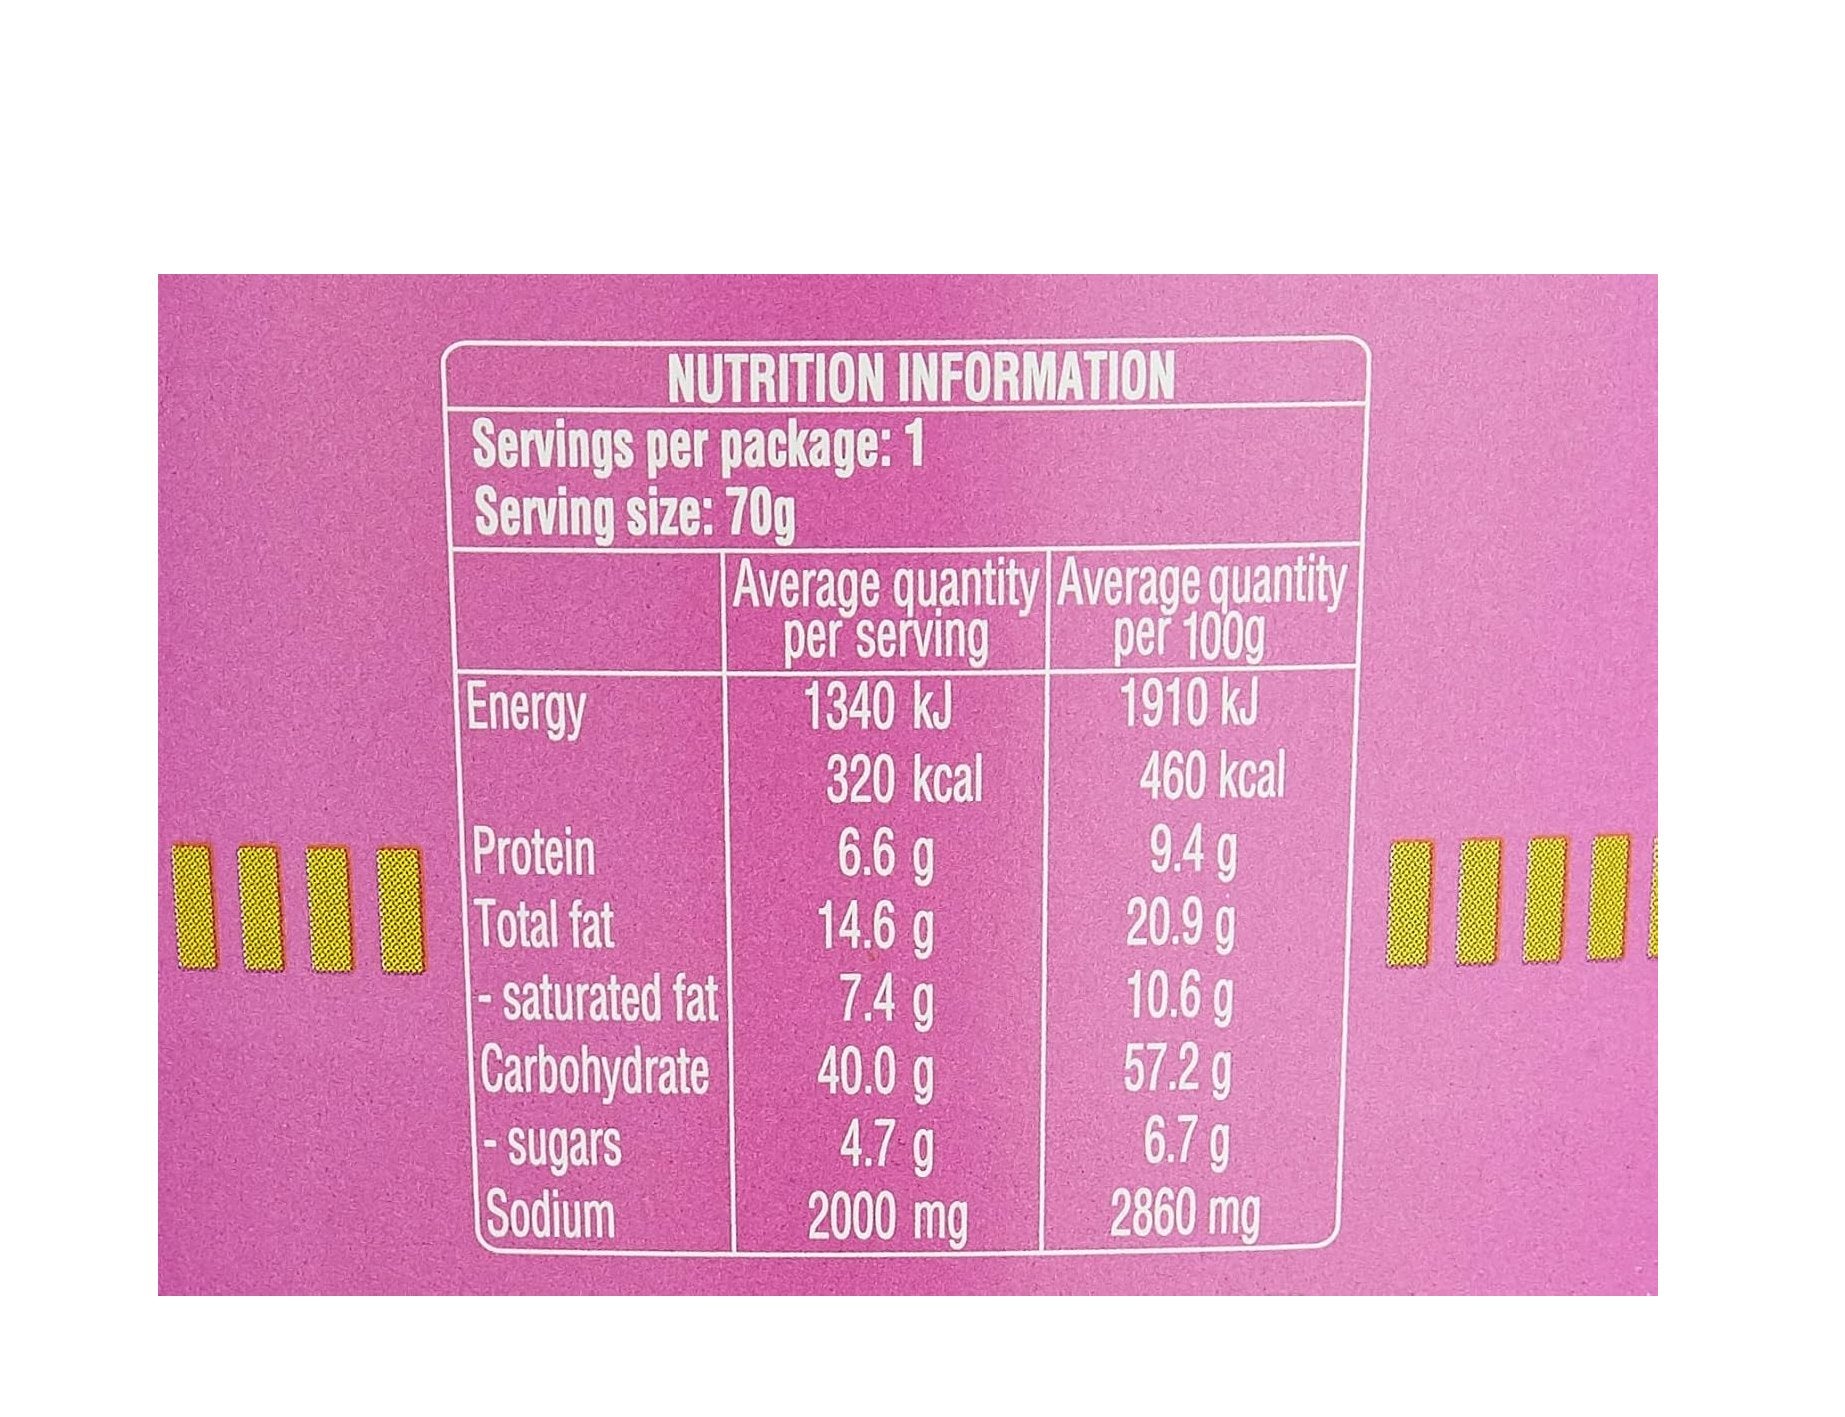 NUTRITION INFORMATION
Servings per package: 1
Serving size: 70g
Average quantity per serving Average quantity per 100g
Energy 1340 kJ 1910 kJ
320 kcal 460 kcal
Protein 6.6 g 9.4 g
Total fat 14.6 g 20.9 g
- saturated fat 7.4 g 10.6 g
Carbohydrate 40.0 g 57.2 g
- sugars 4.7 g 6.7 g
Sodium 2000 mg 2860 mg